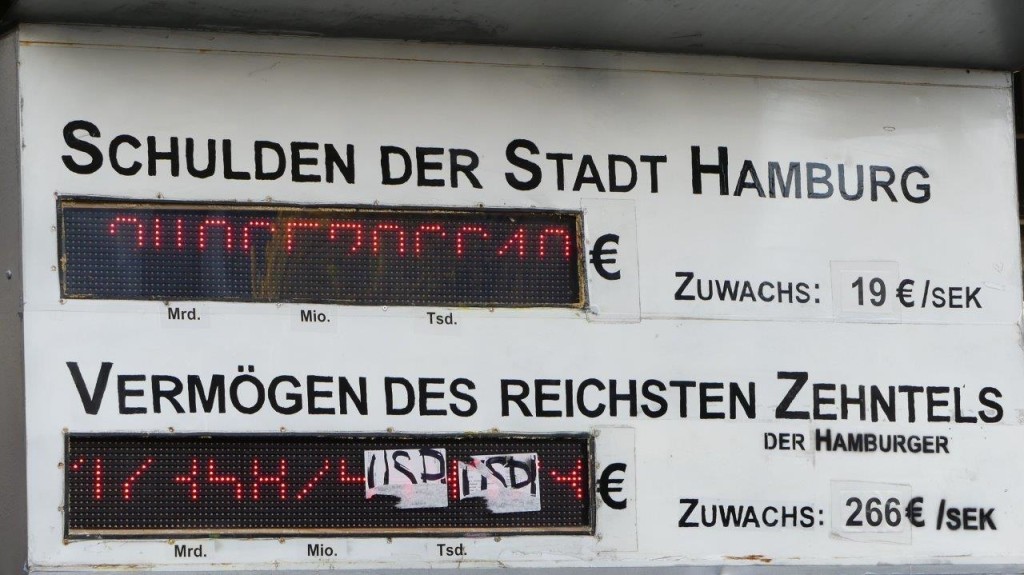 SCHULDEN DER STADT HAMBURG
€
ZUWACHS: 19 €/SEK
Mrd. Mio. Tsd.
VERMÖGEN DES REICHSTEN ZEHNTELS
DER HAMBURGER
€
ZUWACHS: 266€ /SEK
Mrd. Mio. Tsd.